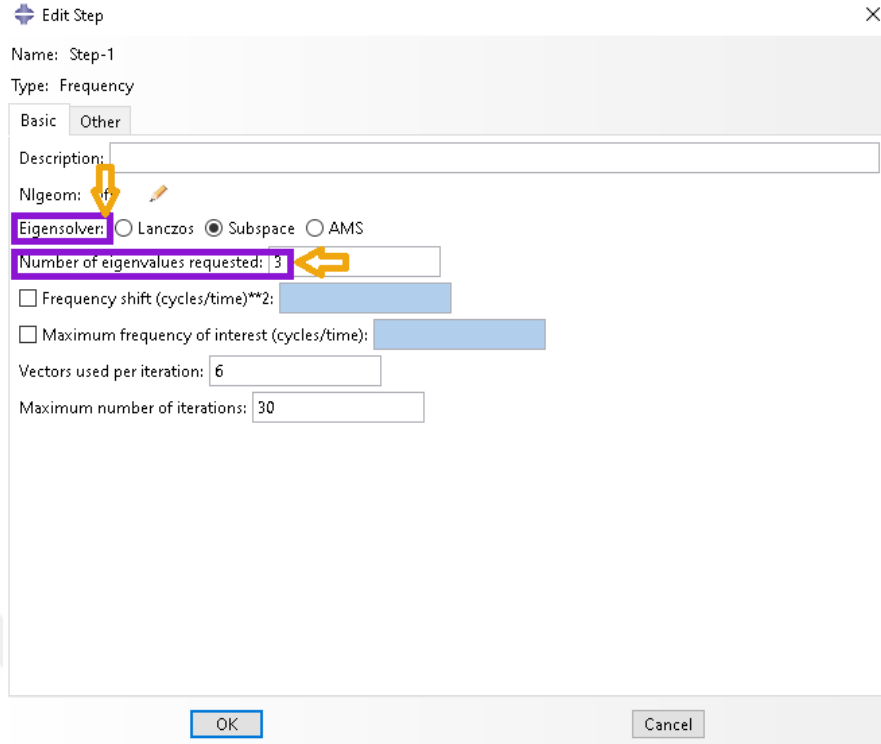 Edit Step
Name: Step-1
Type: Frequency
Basic Other
Description:
Nlgeom:
Eigensolver: Lanczos Subspace AMS
Number of eigenvalues requested: 3
Frequency shift (cycles/time)**2:
Maximum frequency of interest (cycles/time):
Vectors used per iteration: 6
Maximum number of iterations: 30
OK Cancel